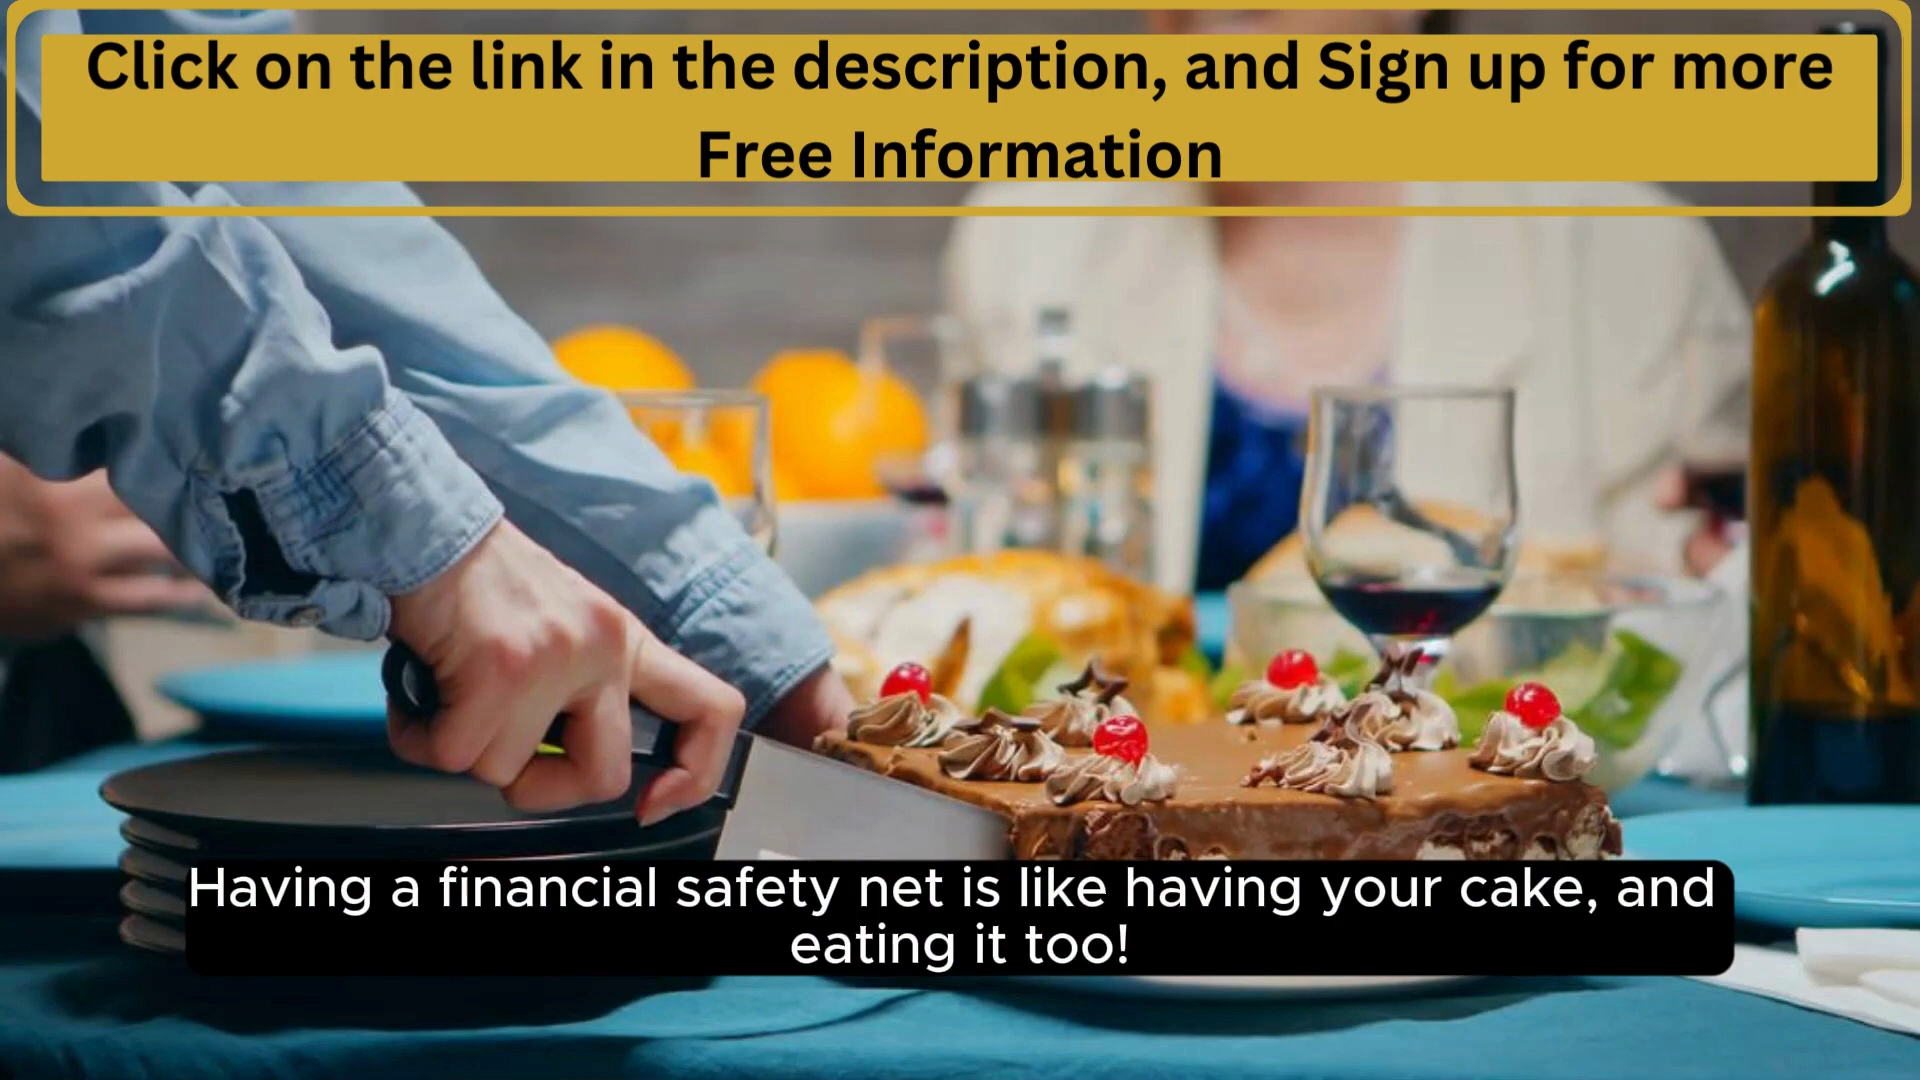 Click on the link in the description, and Sign up for more
Free Information
Having a financial safety net is like having your cake, and
eating it too!